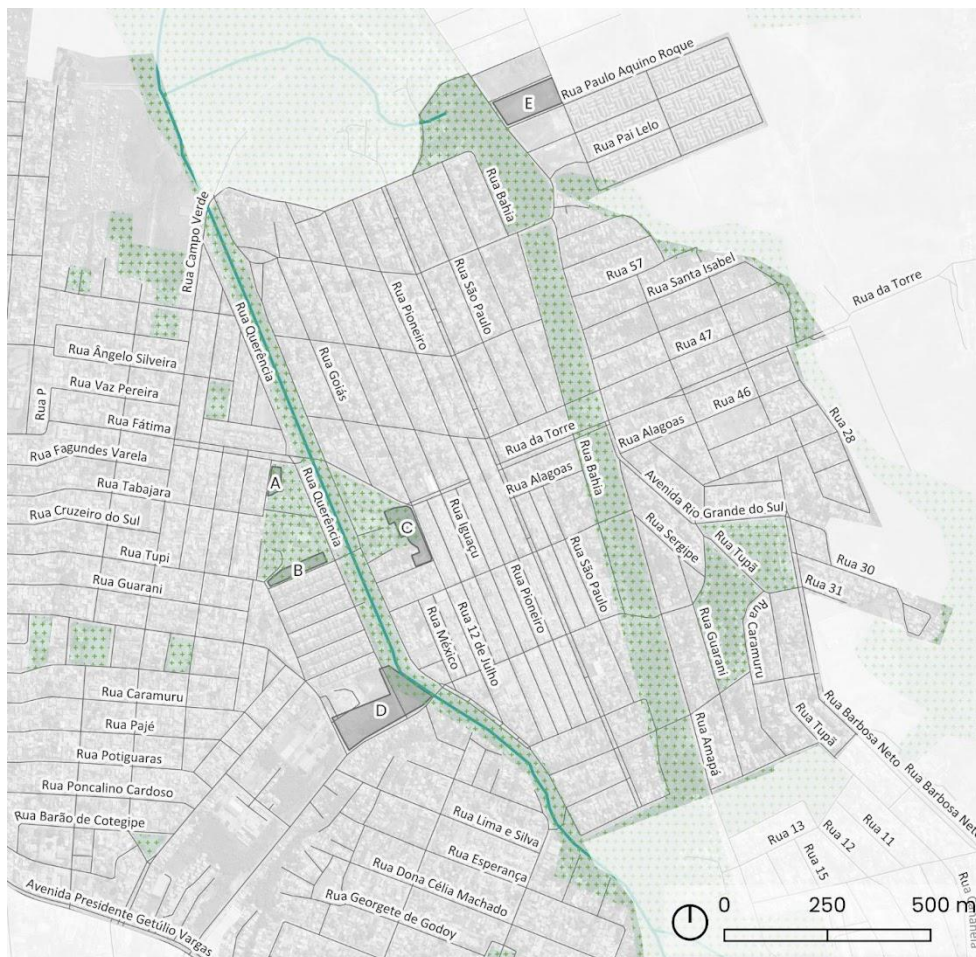 Rua Paulo Aquino Roque
E
Rua Pai Lelo
Rua Bahia
Rua Campo Verde
Rua 57
Rua Santa Isabel
Rua São Paulo
Rua da Torre
Rua Pioneiro
Rua Querência
Rua 47
Rua Ângelo Silveira
Rua Goiás
Rua Vaz Pereira
Rua P
Rua 46
Rua Fátima
Rua 28
Rua da Torre
Rua Alagoas
Rua Fagundes Varela
Rua Querência
Rua Alagoas
Rua Bahia
A
Rua Tabajara
Avenida Rio
Grande do Sul
Rua Cruzeiro do Sul
C
Rua Iguaçu
Rua Sergipe
Rua Tupã
Rua Tupi
Rua 30
B
Rua Pioneiro
Rua São Paulo
Rua 31
Rua Guarani
Rua México
Rua 12 de Julho
Rua Guarani
Rua Caramuru
Rua Caramuru
D
Rua Pajé
Rua Amapá
Rua Tupã
Rua Barbosa Neto
Rua Potiguaras
Rua Barbosa Neto
Rua Poncalino Cardoso
Rua Barão de Cotegipe
Rua Lima e Silva
Rua 13
Rua 12
Rua 11
Rua Esperança
Rua 15
Rua Dona Célia Machado
Avenida Presidente Getúlio Vargas
Rua Georgete de Godoy
0 250 500 m